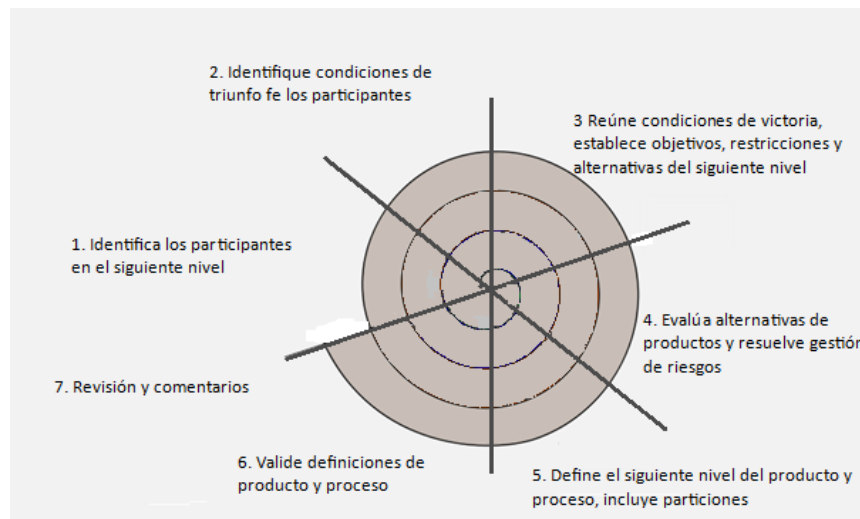 2. Identifique condiciones de
triunfo fe los participantes
3 Reúne condiciones de victoria,
establece objetivos, restricciones y
alternativas del siguiente nivel
1. Identifica los participantes
en el siguiente nivel
4. Evalúa alternativas de
productos y resuelve gestión
de riesgos
7. Revisión y comentarios
6. Valide definiciones de
producto y proceso
5. Define el siguiente nivel del producto y
proceso, incluye particiones